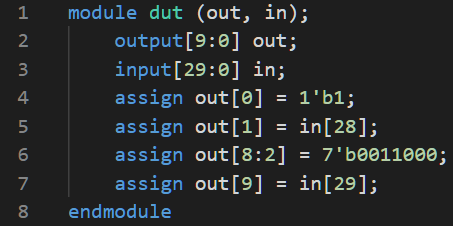 1 module dut (out, in);
2 output[9:0] out;
3 input[29:0] in;
4 assign out[0] = 1'b1;
5 assign out[1] = in[28];
6 assign out[8:2] = 7'b0011000;
7 assign out[9] = in[29];
8 endmodule